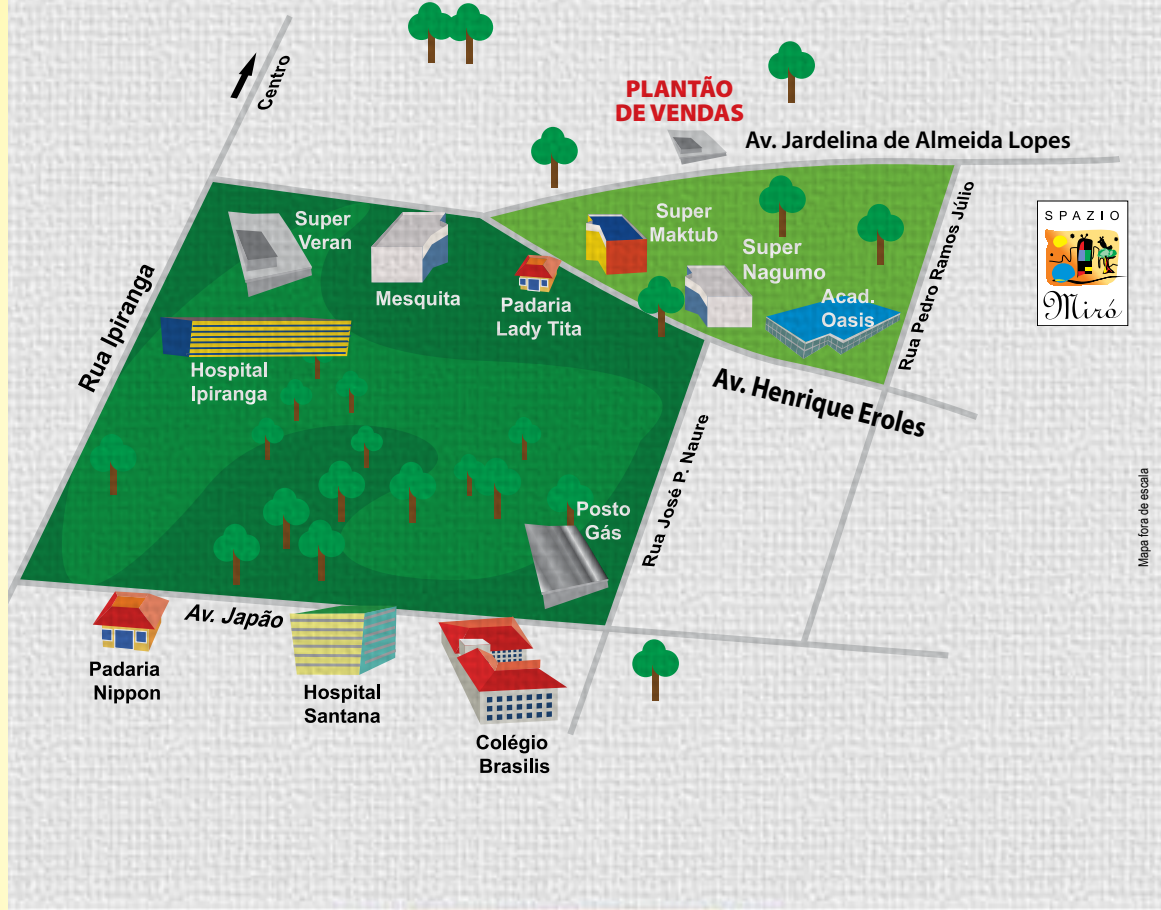 Centro
PLANTÃO
DE VENDAS
Av. Jardelina de Almeida Lopes
Super
Veran
Mesquita
Super
Maktub
Super
Nagumo
Padaria
Lady Tita
Acad.
Oasis
Rua Pedro Ramos Júlio
SPAZIO
Miró
Rua Ipiranga
Hospital
Ipiranga
Av. Henrique Eroles
Rua José P. Naure
Posto
Gás
Mapa fora de escala
Av. Japão
Padaria
Nippon
Hospital
Santana
Colégio
Brasilis